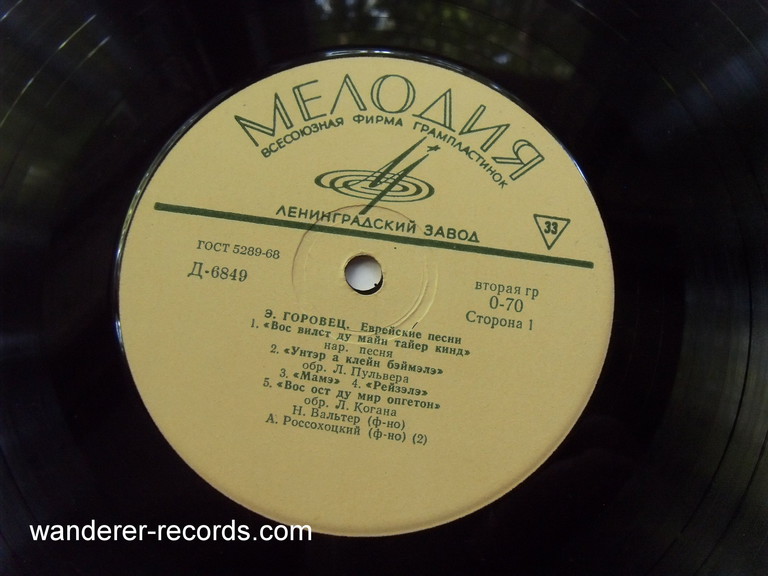 МЕЛОДИЯ
ВСЕСОЮЗНАЯ ФИРМА ГРАМПЛАСТИНОК
ЛЕНИНГРАДСКИЙ ЗАВОД
33
ГОСТ 5289-68
Д-6849
вторая гр
0-70
Сторона 1
Э. ГОРОВЕЦ. Еврейские песни
1. «Вос вилст ду майн тайер кинд»
нар. песня
2. «Унтэр а клейн бэймэлэ»
обр. Л. Пульвера
3. «Мамэ» 4. «Рейзэлэ»
5. «Вос ост ду мир опгетон»
обр. Л. Когана
Н. Вальтер (ф-но)
А. Россохоцкий (ф-но) (2)
wanderer-records.com